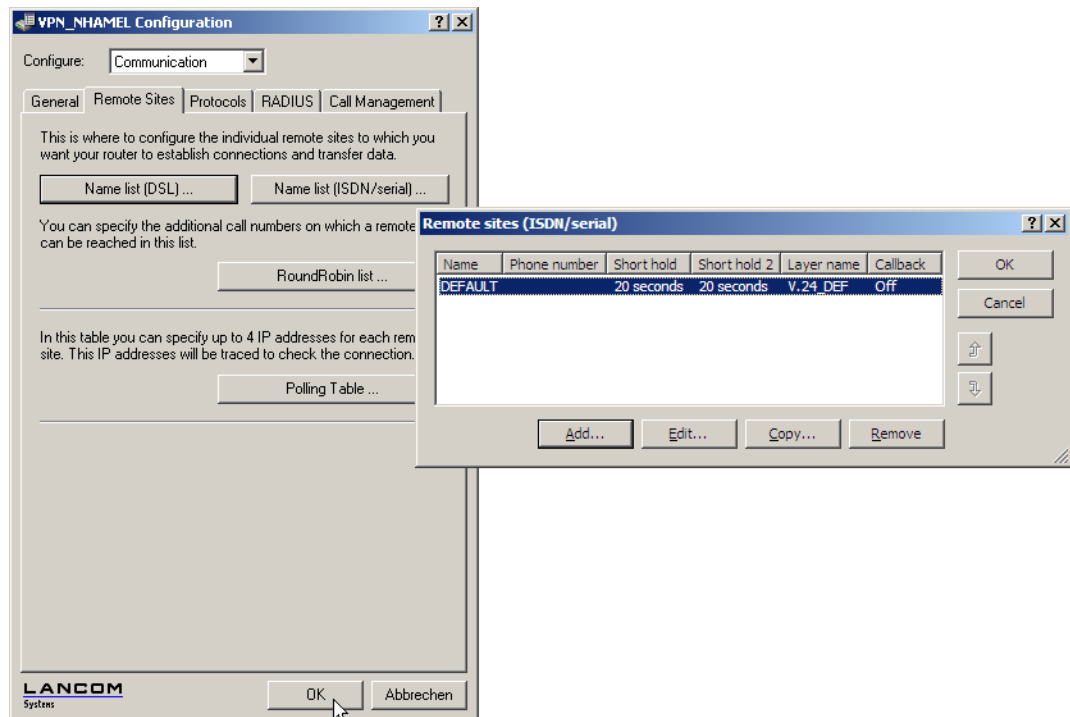 VPN_NHAMEL Configuration
Configure: Communication
General Remote Sites Protocols RADIUS Call Management
This is where to configure the individual remote sites to which you
want your router to establish connections and transfer data.
Name list (DSL) ... Name list (ISDN/serial) ...
You can specify the additional call numbers on which a remote
can be reached in this list.
RoundRobin list ...
In this table you can specify up to 4 IP addresses for each rem
site. This IP addresses will be traced to check the connection.
Polling Table ...
LANCOM
Systems
OK Abbrechen
Remote sites (ISDN/serial)
Name Phone number Short hold Short hold 2 Layer name Callback
DEFAULT 20 seconds 20 seconds V.24_DEF Off
OK
Cancel
Add... Edit... Copy... Remove